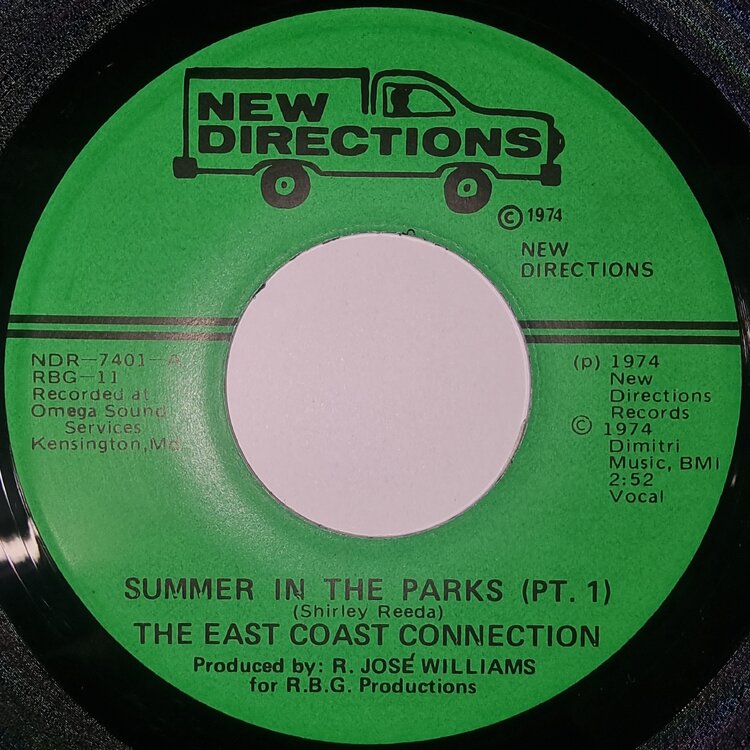 NEW
DIRECTIONS
© 1974
NEW
DIRECTIONS
NDR-7401-A
RBG-11
Recorded at
Omega Sound
Services
Kensington, Md.
(p) 1974
New
Directions
Records
© 1974
Dimitri
Music, BMI
2:52
Vocal
SUMMER IN THE PARKS (PT. 1)
(Shirley Reeda)
THE EAST COAST CONNECTION
Produced by: R. JOSÉ WILLIAMS
for R.B.G. Productions